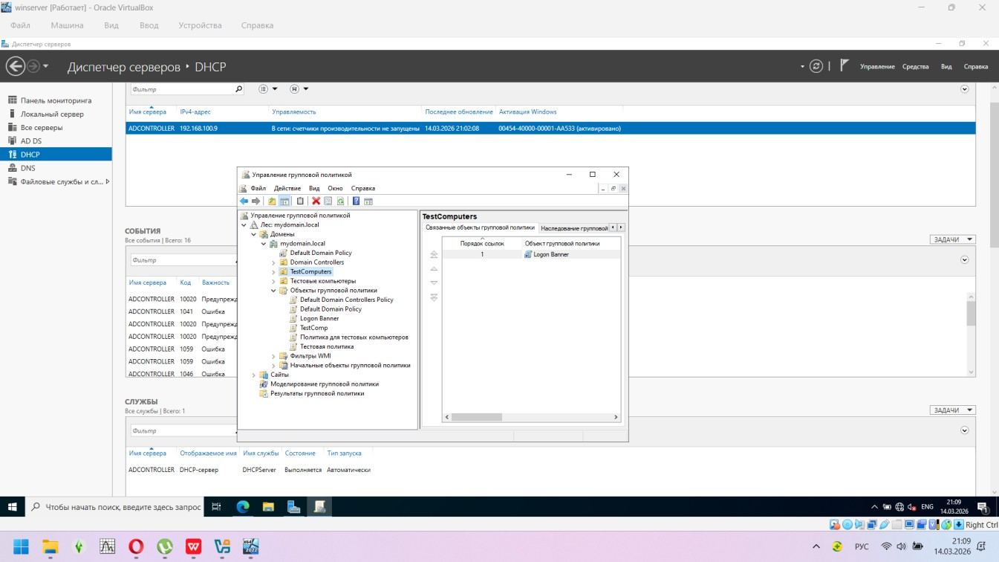 winserver [Работает] - Oracle VirtualBox
Файл Машина Вид Ввод Устройства Справка
Диспетчер серверов
Диспетчер серверов ‣ DHCP
Управление Средства Вид Справка
Панель мониторинга
Локальный сервер
Все серверы
AD DS
DHCP
DNS
Файловые службы и сл...
Фильтр
Имя сервера IPv4-адрес Управляемость Последнее обновление Активация Windows
ADCONTROLLER 192.168.100.9 В сети: счетчики производительности не запущены 14.03.2026 21:02:08 00454-40000-00001-AA533 (активировано)
СОБЫТИЯ
Все события | Всего: 16
ЗАДАЧИ
Фильтр
Имя сервера Код Важность
ADCONTROLLER 10020 Предупрежд
ADCONTROLLER 1041 Ошибка
ADCONTROLLER 10020 Предупрежд
ADCONTROLLER 10020 Предупрежд
ADCONTROLLER 1059 Ошибка
ADCONTROLLER 1059 Ошибка
ADCONTROLLER 1046 Ошибка
Управление групповой политикой
Файл Действие Вид Окно Справка
Управление групповой политикой
Лес: mydomain.local
Домены
mydomain.local
Default Domain Policy
Domain Controllers
TestComputers
Тестовые компьютеры
Объекты групповой политики
Default Domain Controllers Policy
Default Domain Policy
Logon Banner
TestComp
Политика для тестовых компьютеров
Тестовая политика
Фильтры WMI
Начальные объекты групповой политики
Сайты
Моделирование групповой политики
Результаты групповой политики
TestComputers
Связанные объекты групповой политики Наследование групповой
Порядок ссылок Объект групповой политики
1 Logon Banner
СЛУЖБЫ
Все службы | Всего: 1
ЗАДАЧИ
Фильтр
Имя сервера Отображаемое имя Имя службы Состояние Тип запуска
ADCONTROLLER DHCP-сервер DHCPServer Выполняется Автоматически
Чтобы начать поиск, введите здесь запрос
ENG
21:09
14.03.2026
1
Right Ctrl
2022
РУС
21:09
14.03.2026